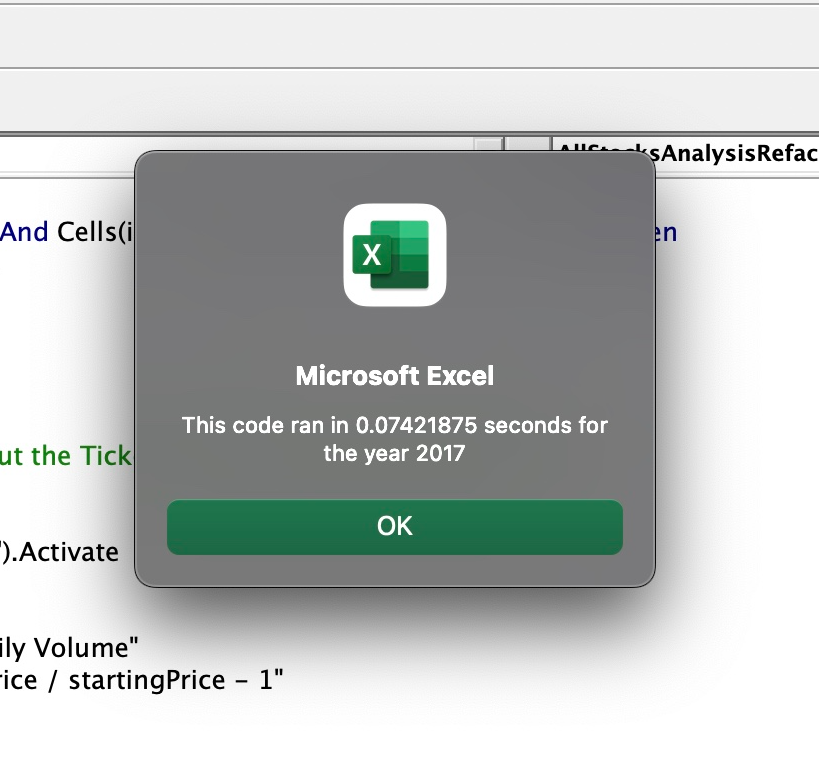 AllStocksAnalysisRefac
And Cells(i
en
X
Microsoft Excel
This code ran in 0.07421875 seconds for
the year 2017
ut the Tick
OK
").Activate
ily Volume"
rice / startingPrice - 1"